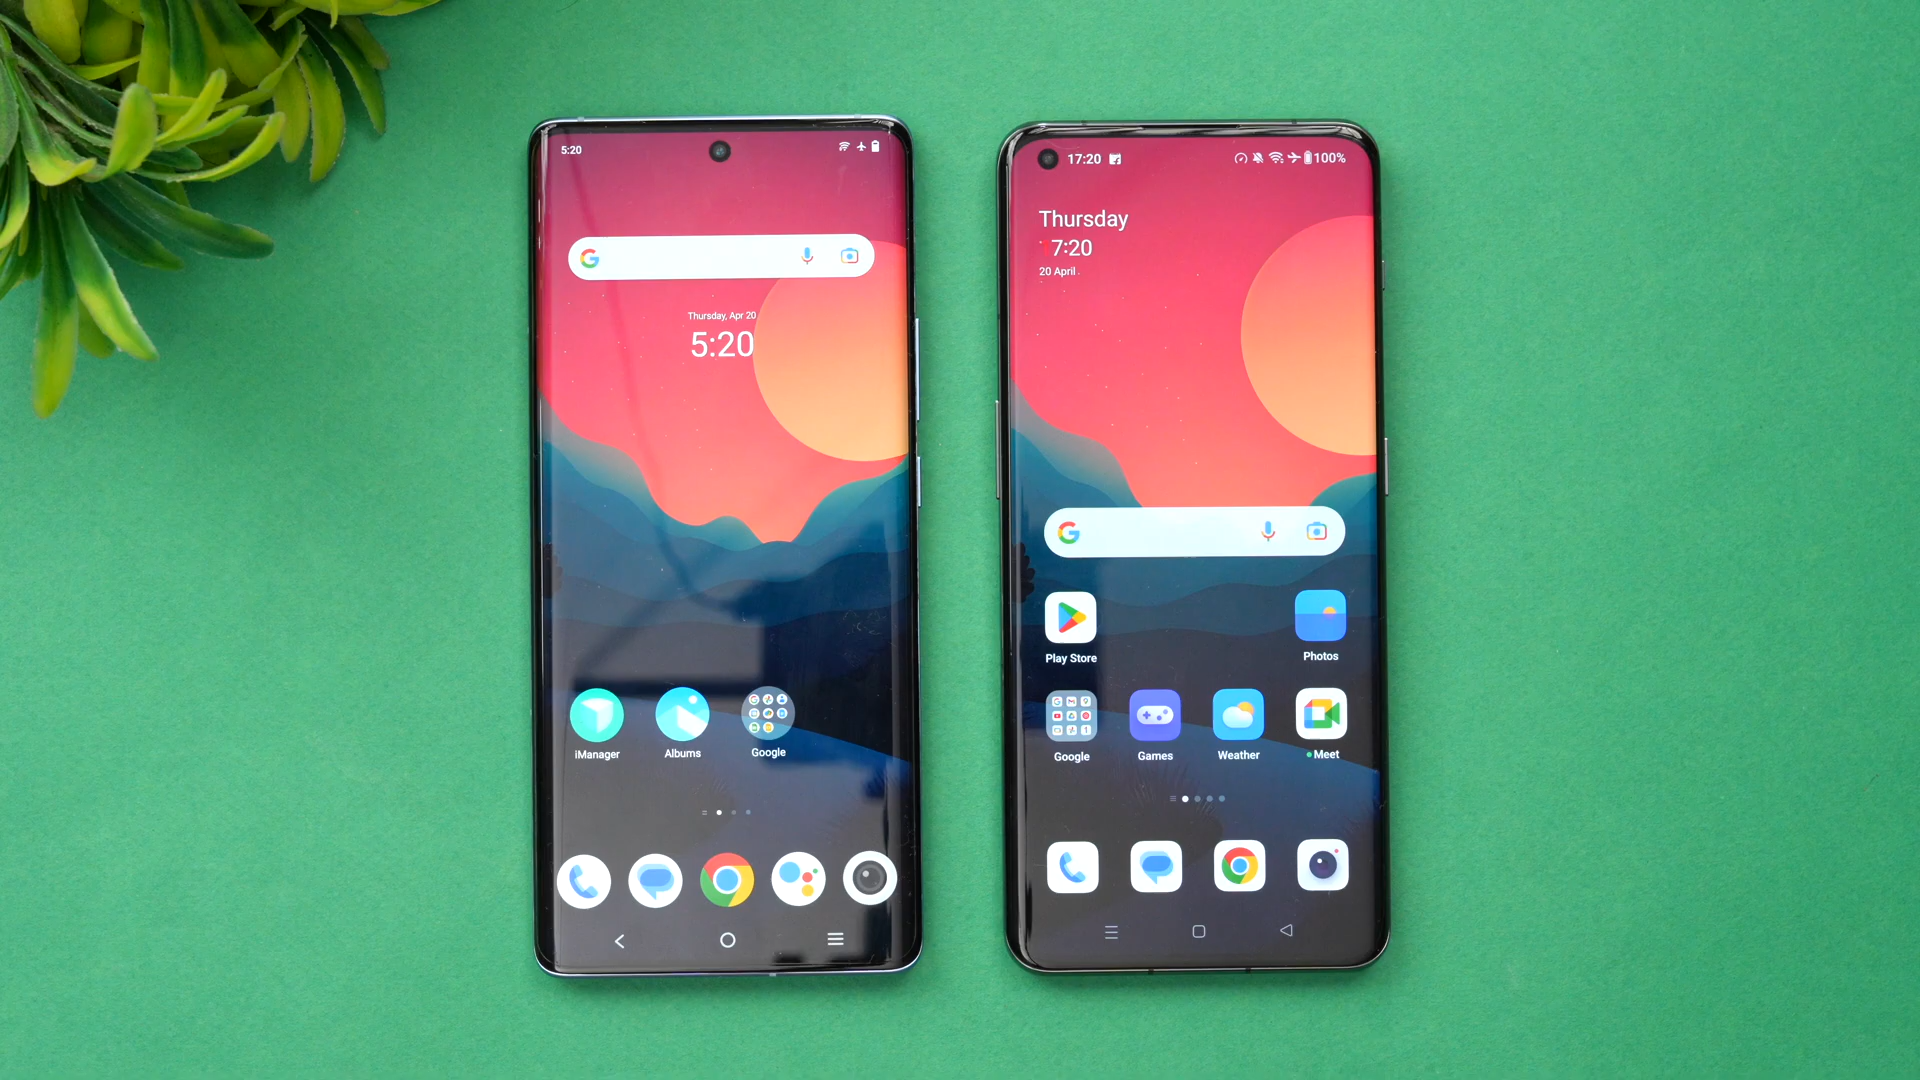 5:20
Thursday, Apr 20
5:20
iManager
Albums
Google
17:20
100%
Thursday
7:20
20 April
Play Store
Photos
Google
Games
Weather
Meet